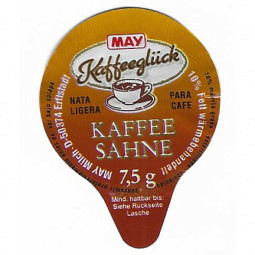 MAY
Kaffeeglück
NATA
LIGERA
PARA
CAFE
KAFFEE
SAHNE
7,5 g
Mind. haltbar bis:
Siehe Rückseite
Lasche
MAY Milch · D-50374 Erftstadt
10% Fett wärmebehandelt